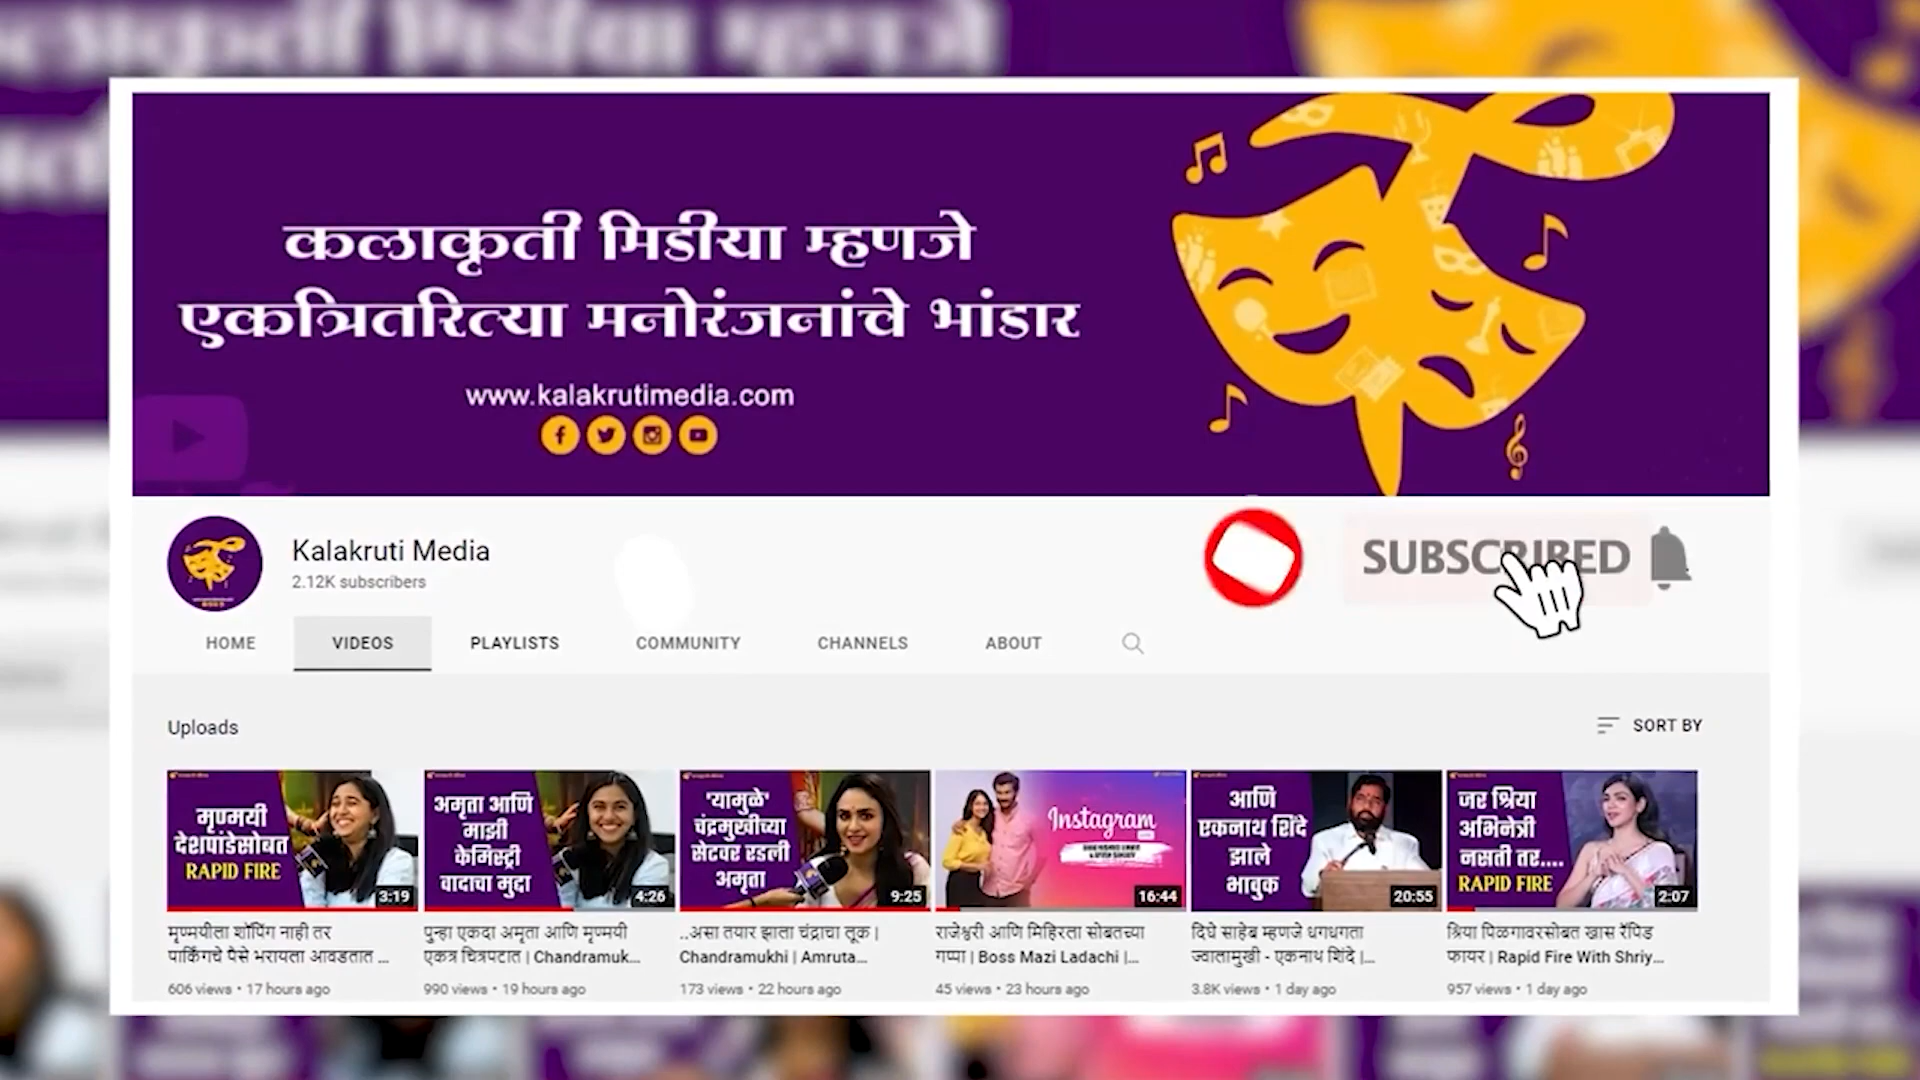 कलाकृती मिडीया म्हणजे
एकत्रितरित्या मनोरंजनांचे भांडार
www.kalakrutimedia.com
Kalakruti Media
2.12K subscribers
SUBSCRIBED
HOME
VIDEOS
PLAYLISTS
COMMUNITY
CHANNELS
ABOUT
Uploads
SORT BY
मृण्मयी
देशपांडेसोबत
RAPID FIRE
3:19
मृण्मयीला शॉपिंग नाही तर
पार्किंगचे पैसे भरायला आवडतात ...
606 views • 17 hours ago
अमृता आणि
माझी
केमिस्ट्री
वादाचा मुद्दा
4:26
पुन्हा एकदा अमृता आणि मृण्मयी
एकत्र चित्रपटात | Chandramuk...
990 views • 19 hours ago
'यामुळे'
चंद्रमुखीच्या
सेटवर रडली
अमृता
9:25
..असा तयार झाला चंद्राचा लूक |
Chandramukhi | Amruta...
173 views • 22 hours ago
Instagram
16:44
राजेश्वरी आणि मिहिरला सोबतच्या
गप्पा | Boss Mazi Ladachi |...
45 views • 23 hours ago
आणि
एकनाथ शिंदे
झाले
भावुक
20:55
दिघे साहेब म्हणजे धगधगता
ज्वालामुखी - एकनाथ शिंदे |...
3.8K views • 1 day ago
जर श्रिया
अभिनेत्री
नसती तर....
RAPID FIRE
2:07
श्रिया पिळगावरसोबत खास रॅपिड
फायर | Rapid Fire With Shriy...
957 views • 1 day ago